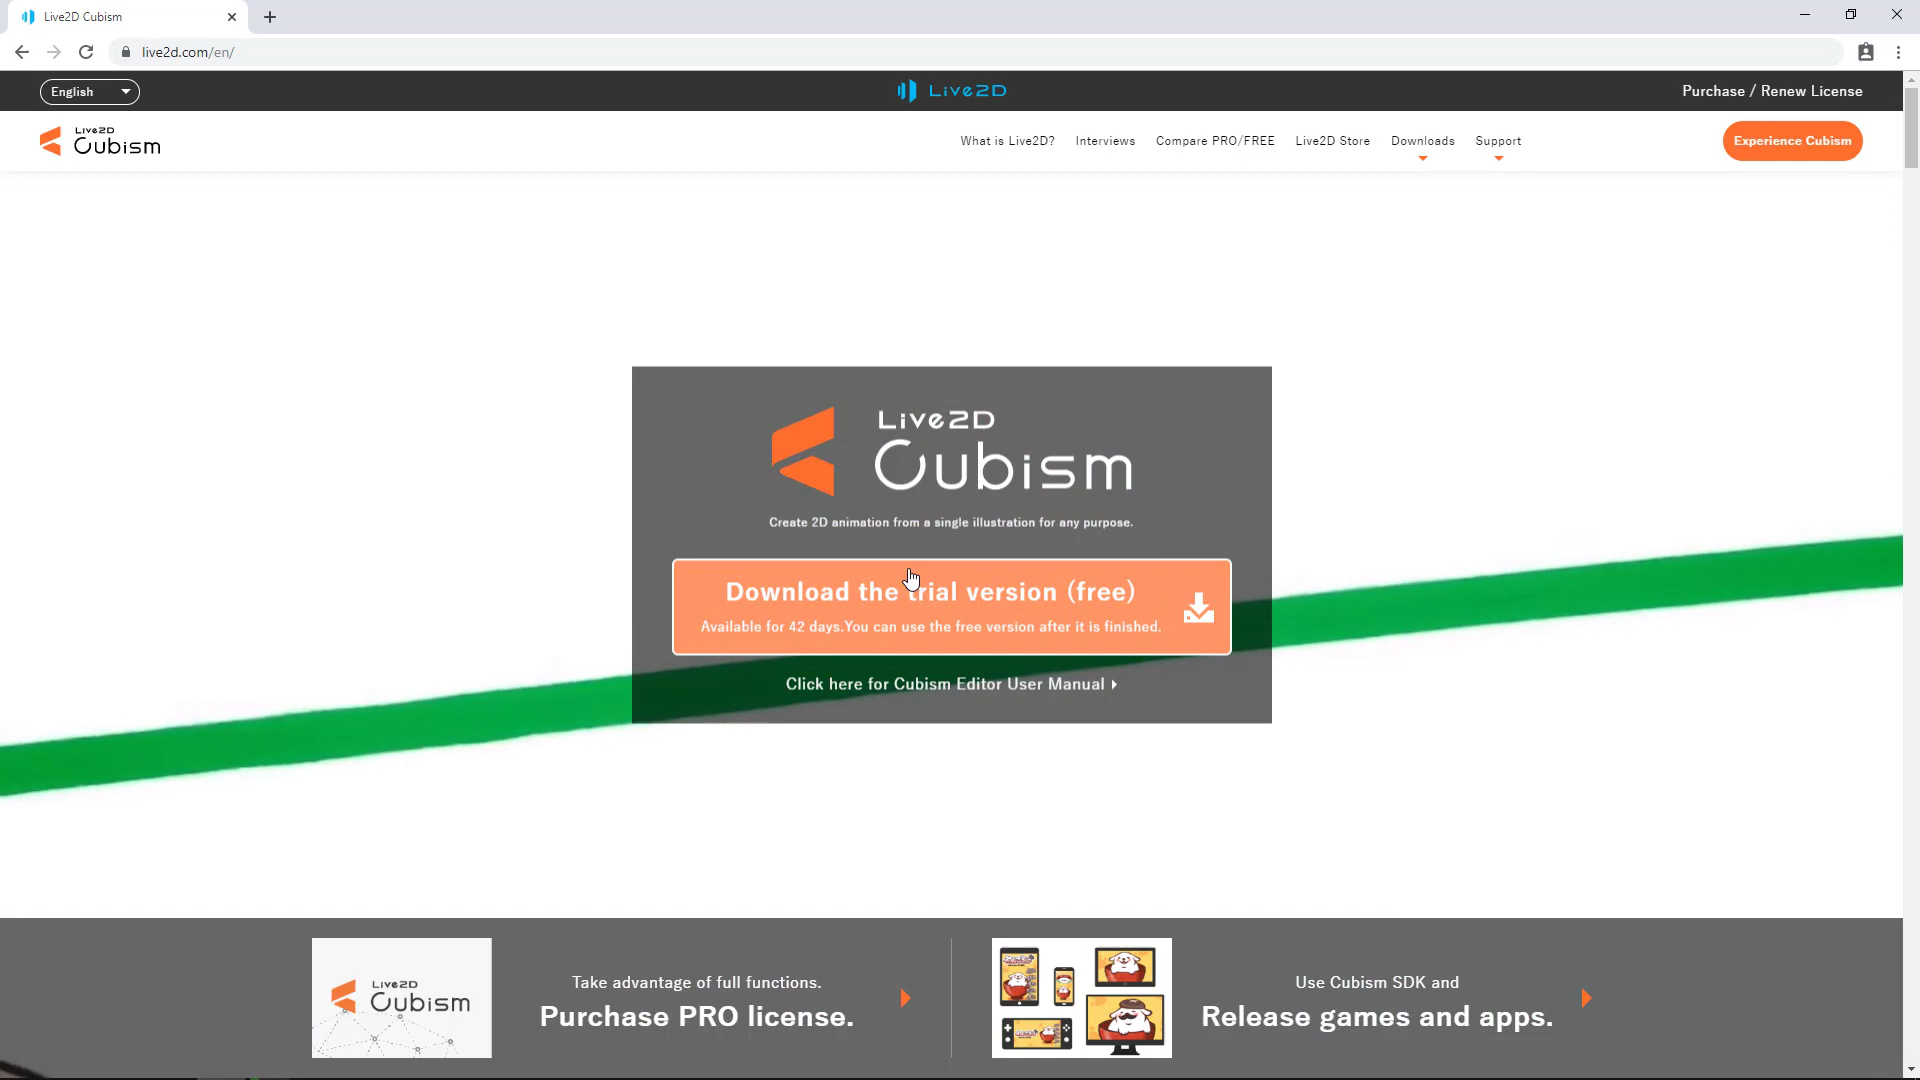 Live2D Cubism
live2d.com/en/
English
Live2D
Purchase / Renew License
Live2D
Cubism
What is Live2D?
Interviews
Compare PRO/FREE
Live2D Store
Downloads
Support
Experience Cubism
Live2D
Cubism
Create 2D animation from a single illustration for any purpose.
Download the trial version (free)
Available for 42 days.You can use the free version after it is finished.
Click here for Cubism Editor User Manual
Live2D
Cubism
Take advantage of full functions.
Purchase PRO license.
Use Cubism SDK and
Release games and apps.